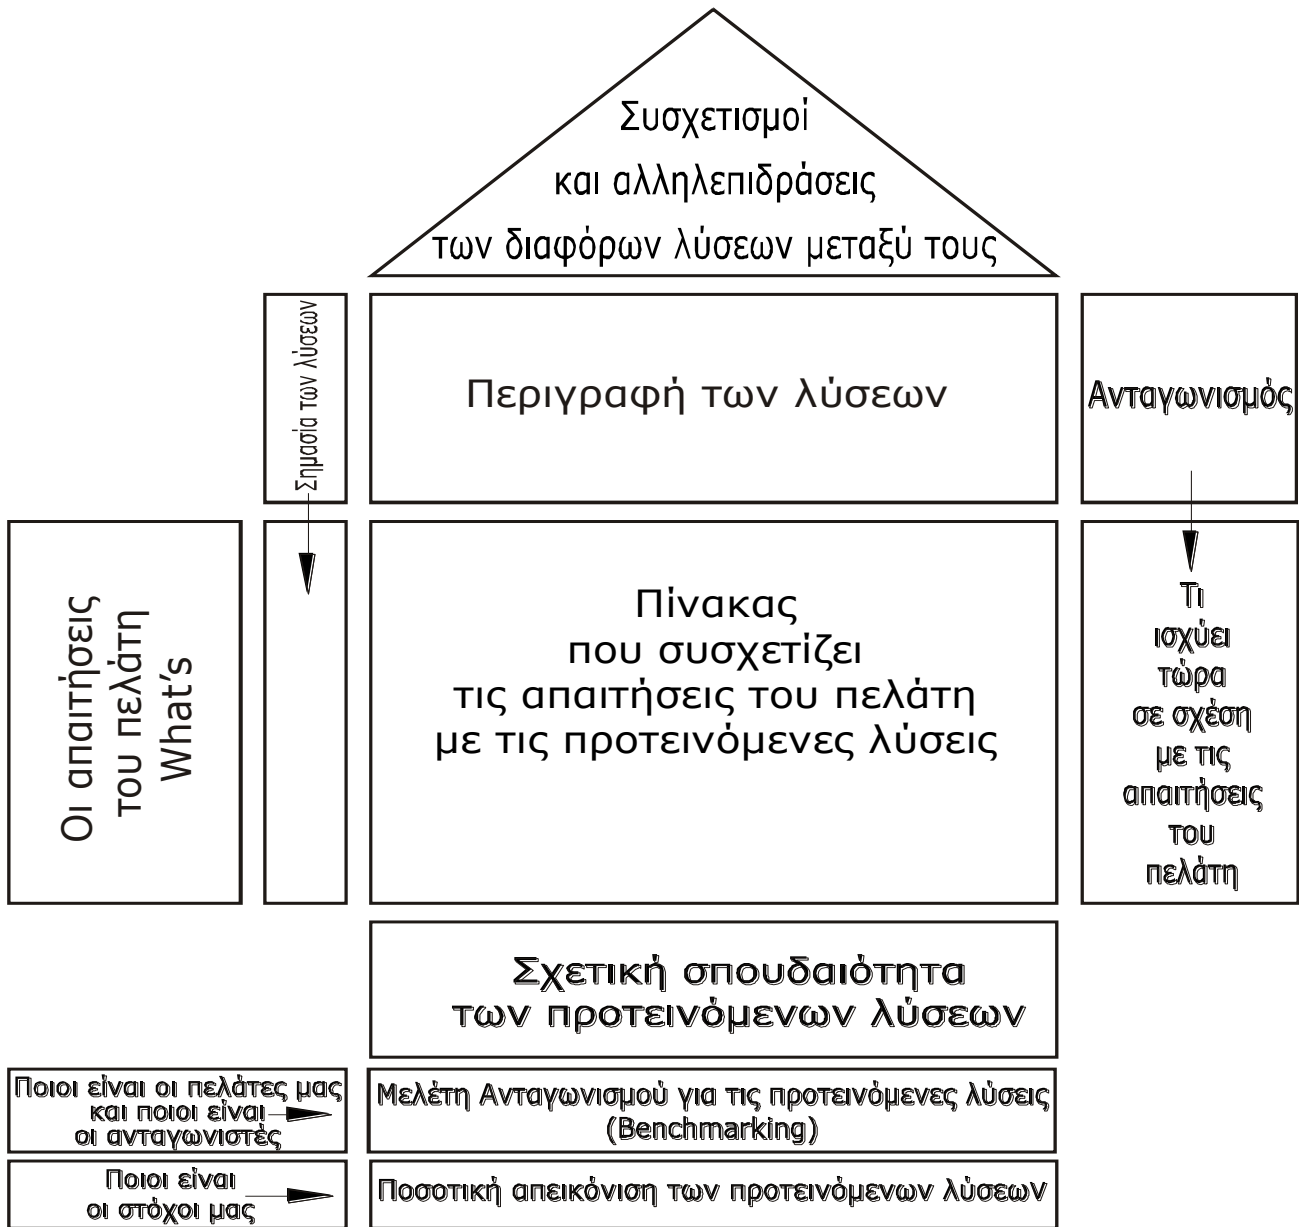 Συσχετισμοί
και αλληλεπιδράσεις
των διαφόρων λύσεων μεταξύ τους
Σημασία των λύσεων
Περιγραφή των λύσεων
Ανταγωνισμός
Οι απαιτήσεις
του πελάτη
What's
Πίνακας
που συσχετίζει
τις απαιτήσεις του πελάτη
με τις προτεινόμενες λύσεις
Τι
ισχύει
τώρα
σε σχέση
με τις
απαιτήσεις
του
πελάτη
Σχετική σπουδαιότητα
των προτεινόμενων λύσεων
Ποιοι είναι οι πελάτες μας
και ποιοι είναι
οι ανταγωνιστές
Μελέτη Ανταγωνισμού για τις προτεινόμενες λύσεις
(Benchmarking)
Ποιοι είναι
οι στόχοι μας
Ποσοτική απεικόνιση των προτεινόμενων λύσεων